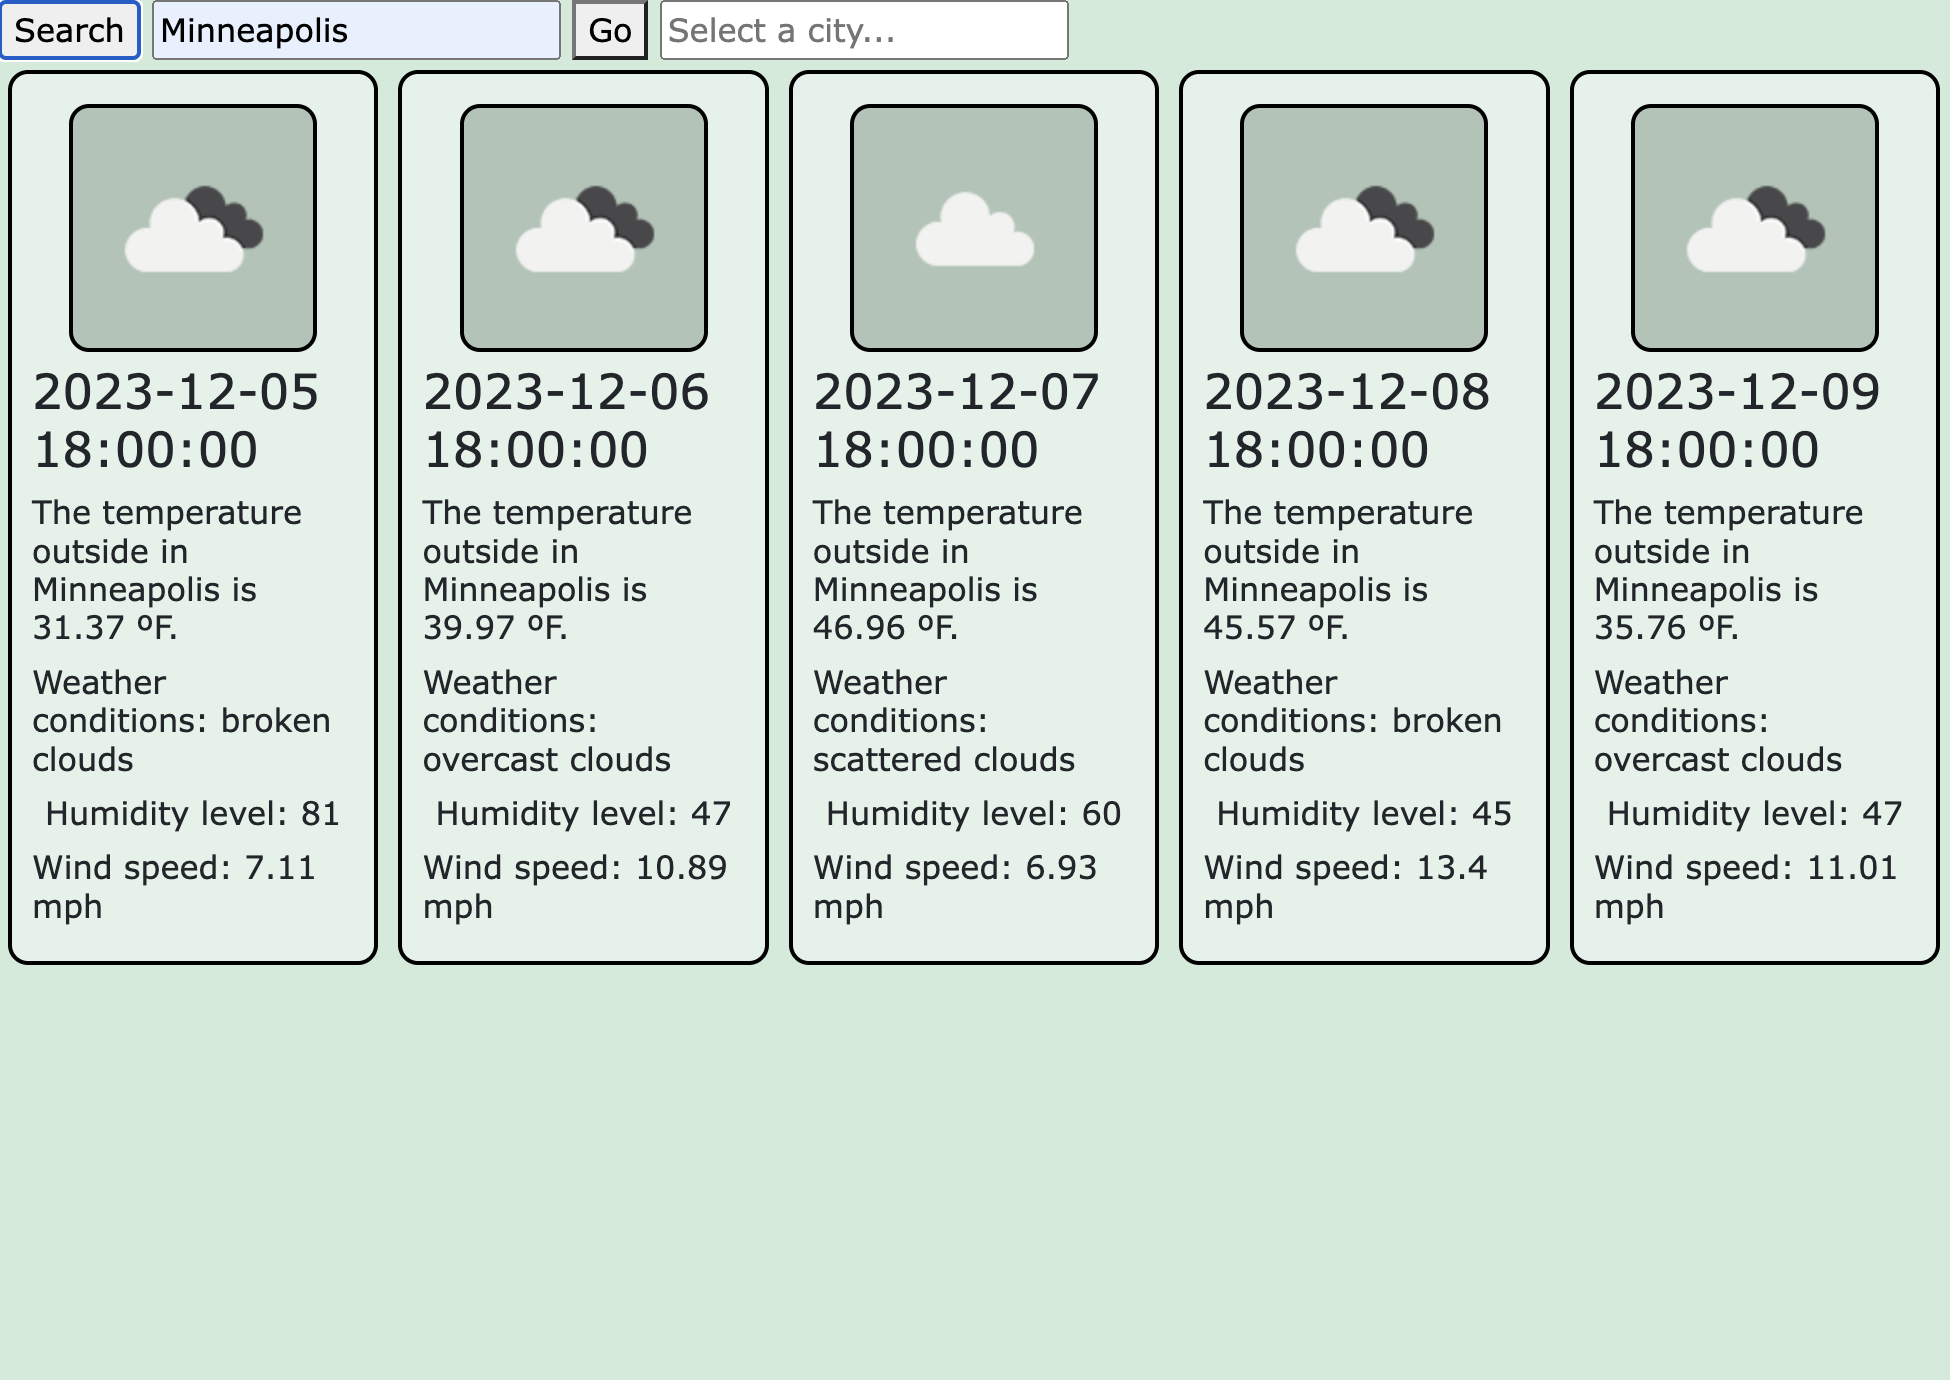 Search
Minneapolis
Go
Select a city...
2023-12-05
18:00:00
The temperature
outside in
Minneapolis is
31.37 ºF.
Weather
conditions: broken
clouds
Humidity level: 81
Wind speed: 7.11
mph
2023-12-06
18:00:00
The temperature
outside in
Minneapolis is
39.97 ºF.
Weather
conditions:
overcast clouds
Humidity level: 47
Wind speed: 10.89
mph
2023-12-07
18:00:00
The temperature
outside in
Minneapolis is
46.96 ºF.
Weather
conditions:
scattered clouds
Humidity level: 60
Wind speed: 6.93
mph
2023-12-08
18:00:00
The temperature
outside in
Minneapolis is
45.57 ºF.
Weather
conditions: broken
clouds
Humidity level: 45
Wind speed: 13.4
mph
2023-12-09
18:00:00
The temperature
outside in
Minneapolis is
35.76 ºF.
Weather
conditions:
overcast clouds
Humidity level: 47
Wind speed: 11.01
mph